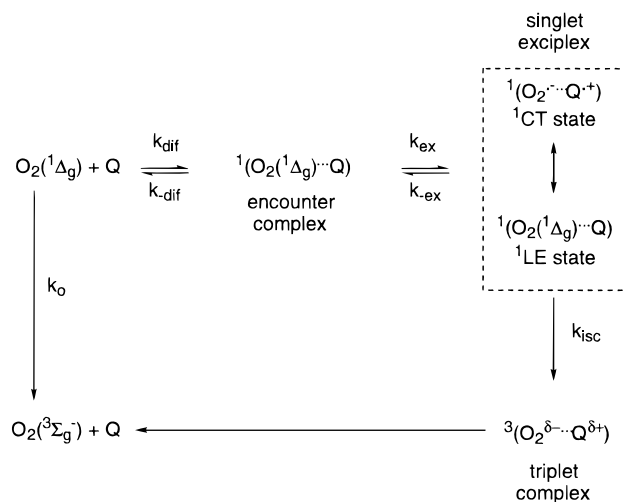 singlet
exciplex
¹(O₂·⁻···Q·⁺)
¹CT state
k_dif
k_ex
O₂(¹Δg) + Q
¹(O₂(¹Δg)···Q)
k_-dif
k_-ex
encounter
complex
¹(O₂(¹Δg)···Q)
¹LE state
k_o
k_isc
O₂(³Σg⁻) + Q
³(O₂^δ−···Q^δ+)
triplet
complex